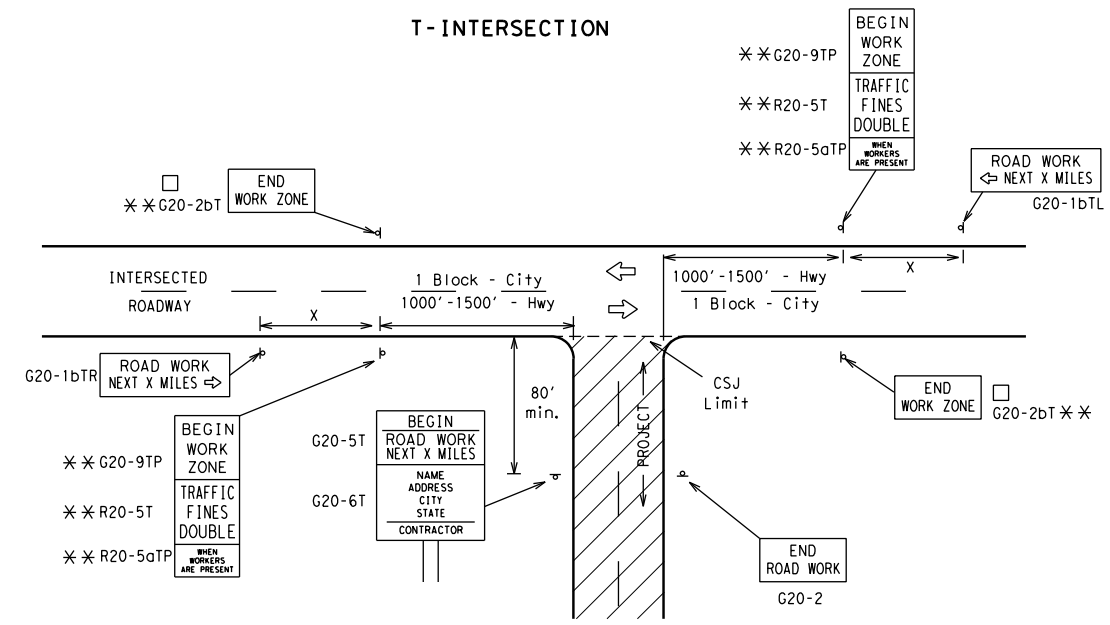 T-INTERSECTION
BEGIN
WORK
ZONE
**G20-9TP
TRAFFIC
FINES
DOUBLE
**R20-5T
WHEN
WORKERS
ARE PRESENT
**R20-5aTP
ROAD WORK
⇦ NEXT X MILES
G20-1bTL
END
WORK ZONE
□
**G20-2bT
INTERSECTED
ROADWAY
1 Block - City
1000'-1500' - Hwy
X
1000'-1500' - Hwy
1 Block - City
X
G20-1bTR
ROAD WORK
NEXT X MILES ⇨
BEGIN
WORK
ZONE
**G20-9TP
TRAFFIC
FINES
DOUBLE
**R20-5T
WHEN
WORKERS
ARE PRESENT
**R20-5aTP
G20-5T
BEGIN
ROAD WORK
NEXT X MILES
G20-6T
NAME
ADDRESS
CITY
STATE
CONTRACTOR
80'
min.
PROJECT
CSJ
Limit
END
WORK ZONE
□
G20-2bT**
END
ROAD WORK
G20-2